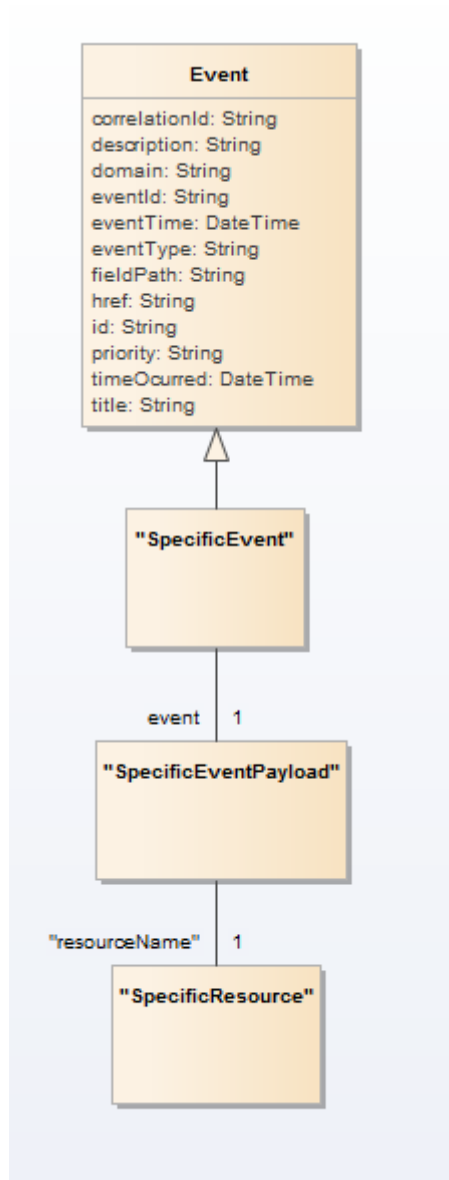 Event
correlationId: String
description: String
domain: String
eventId: String
eventTime: DateTime
eventType: String
fieldPath: String
href: String
id: String
priority: String
timeOcurred: DateTime
title: String
"SpecificEvent"
event 1
"SpecificEventPayload"
"resourceName" 1
"SpecificResource"